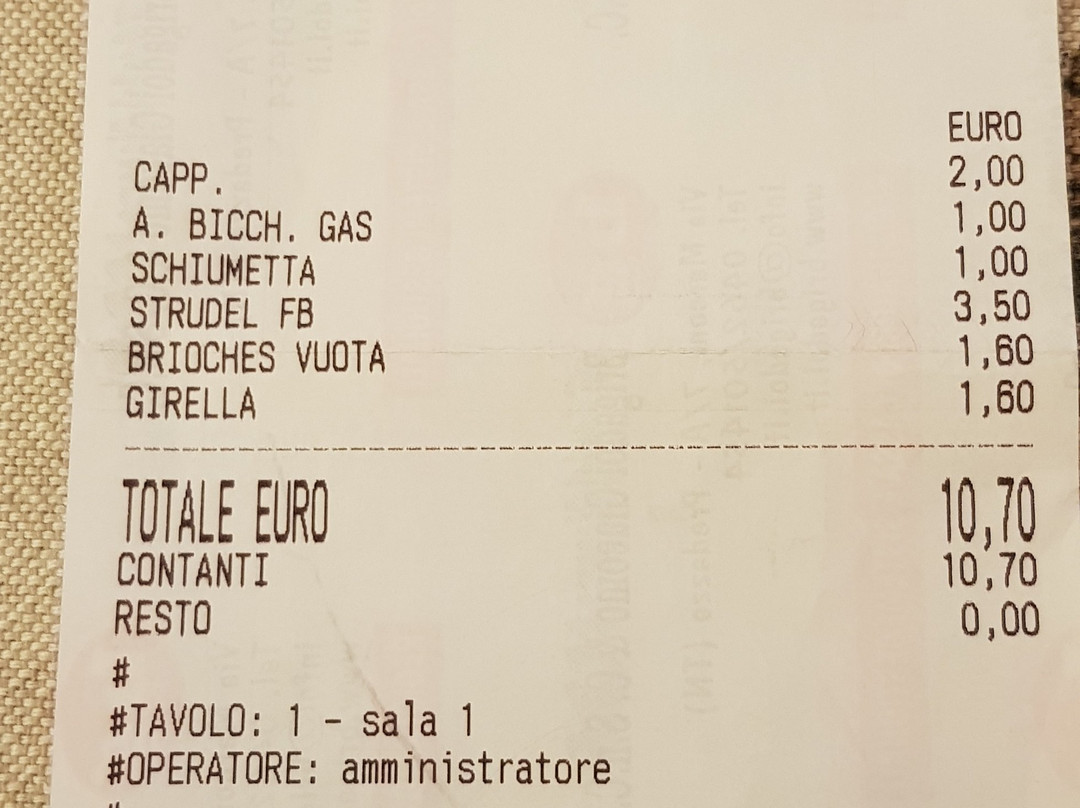 EURO
CAPP. 2,00
A. BICCH. GAS 1,00
SCHIUMETTA 1,00
STRUDEL FB 3,50
BRIOCHES VUOTA 1,60
GIRELLA 1,60
TOTALE EURO 10,70
CONTANTI 10,70
RESTO 0,00
#
#TAVOLO: 1 - sala 1
#OPERATORE: amministratore
#